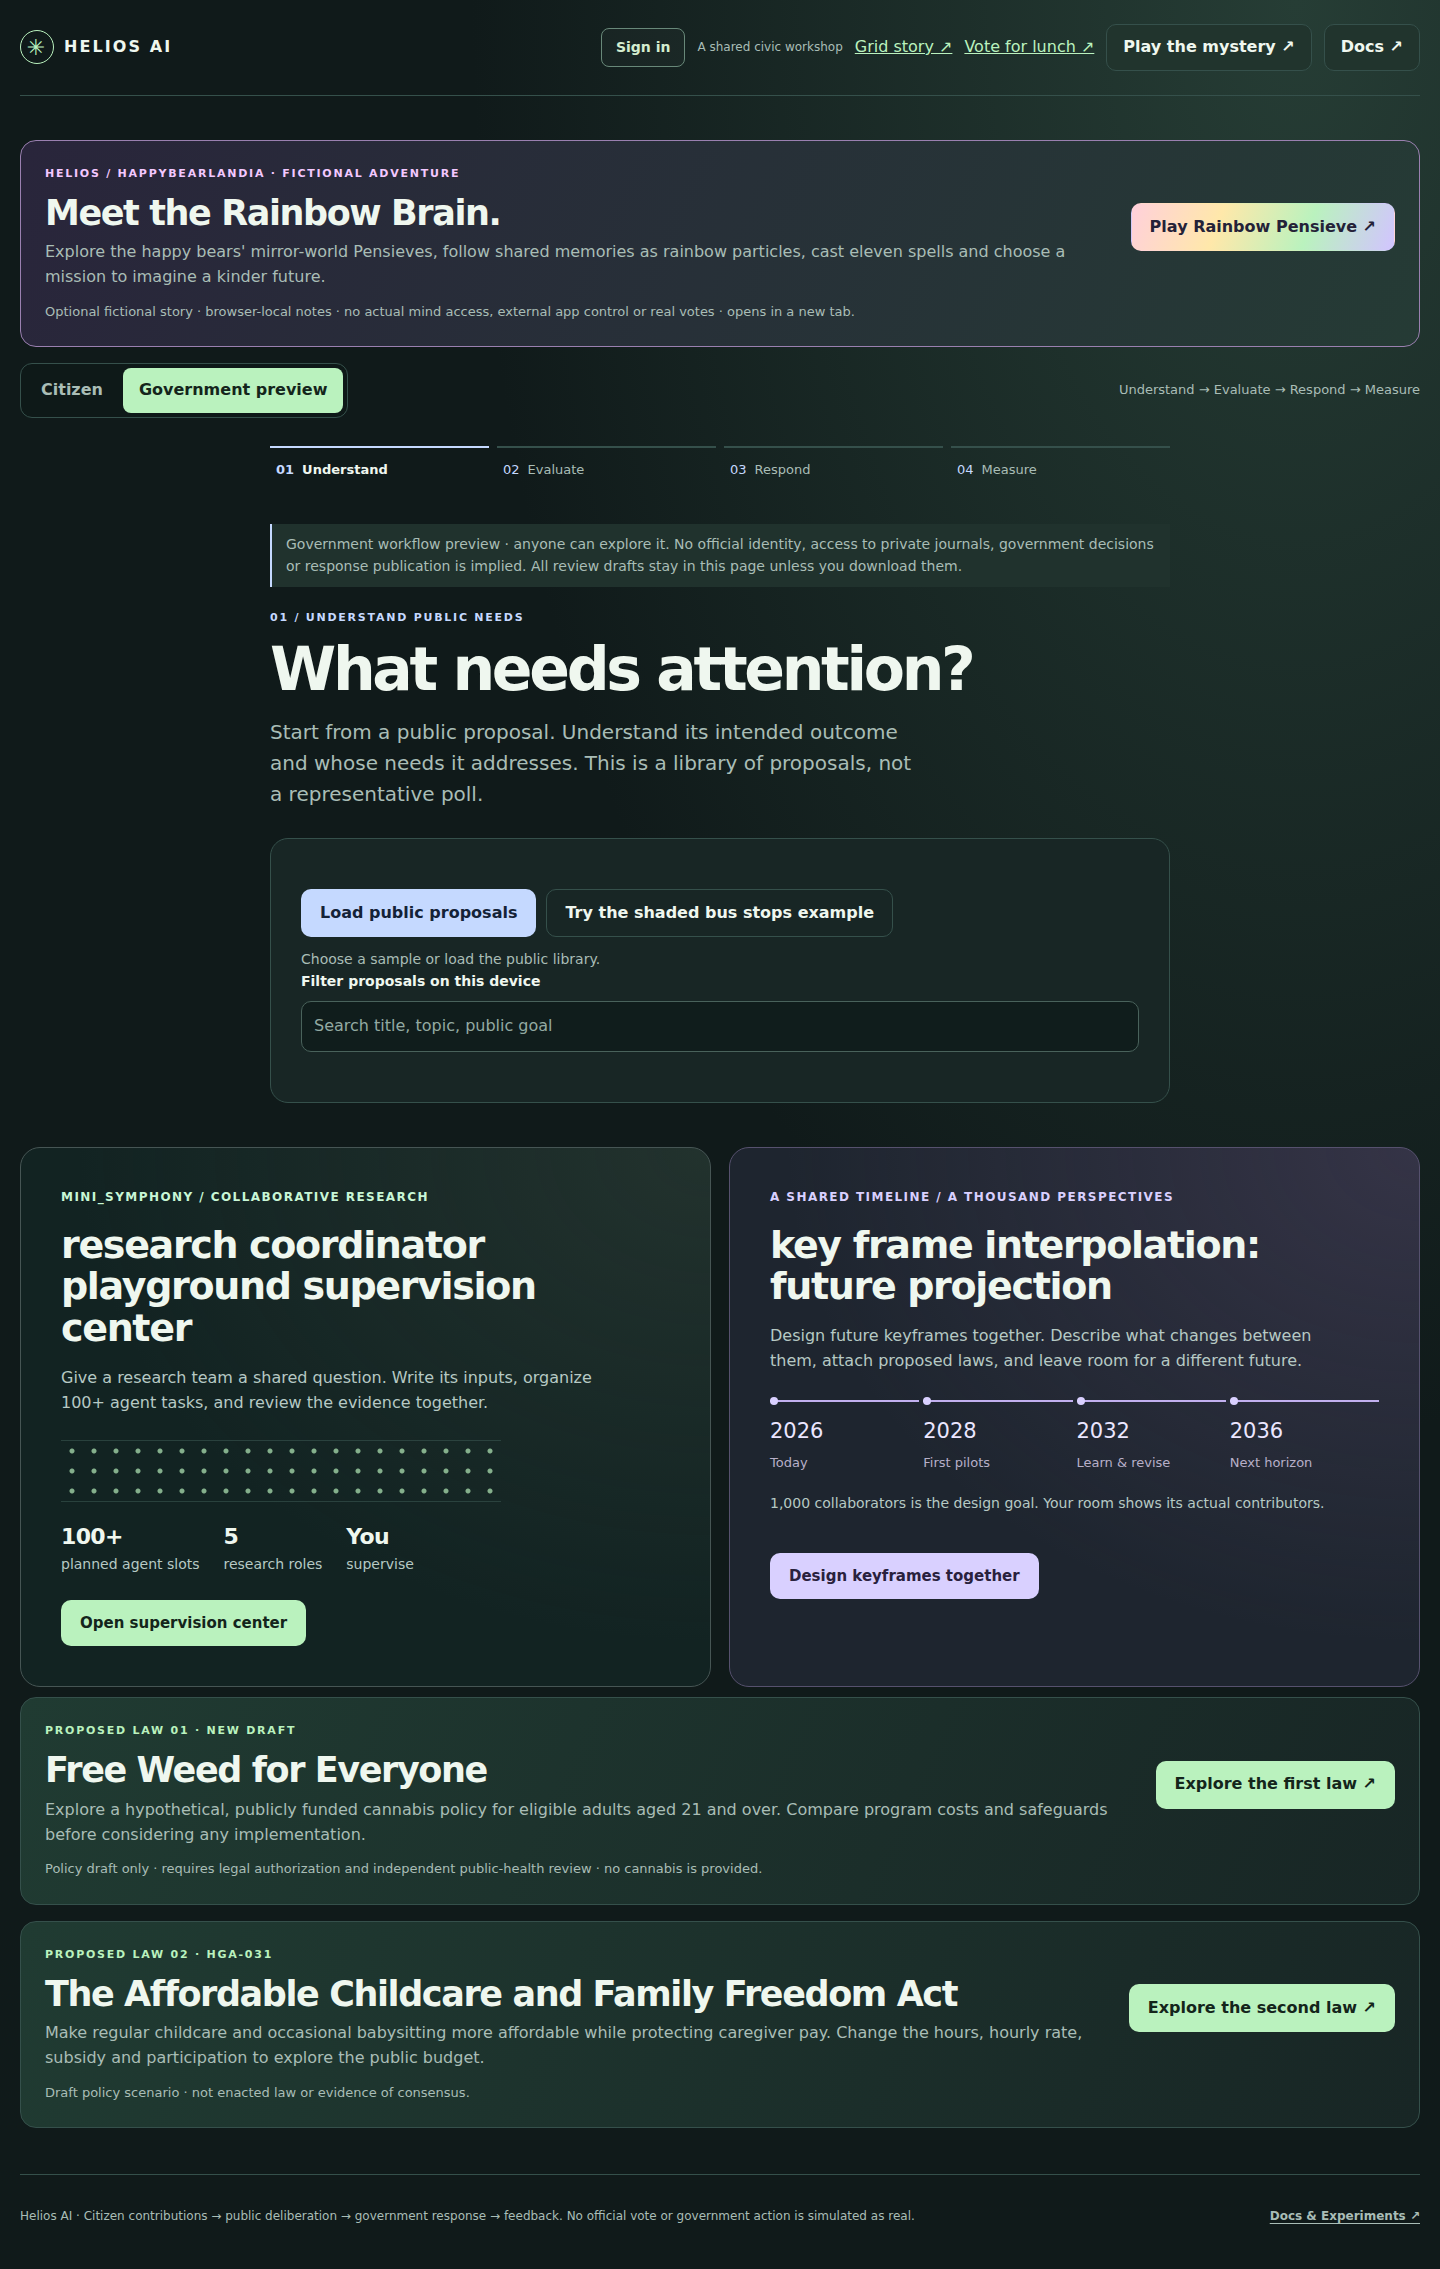 HELIOS AI
Sign in
A shared civic workshop
Grid story ↗
Vote for lunch ↗
Play the mystery ↗
Docs ↗
HELIOS / HAPPYBEARLANDIA · FICTIONAL ADVENTURE
Meet the Rainbow Brain.
Explore the happy bears' mirror-world Pensieves, follow shared memories as rainbow particles, cast eleven spells and choose a
mission to imagine a kinder future.
Optional fictional story · browser-local notes · no actual mind access, external app control or real votes · opens in a new tab.
Play Rainbow Pensieve ↗
Citizen
Government preview
Understand → Evaluate → Respond → Measure
01 Understand
02 Evaluate
03 Respond
04 Measure
Government workflow preview · anyone can explore it. No official identity, access to private journals, government decisions
or response publication is implied. All review drafts stay in this page unless you download them.
01 / UNDERSTAND PUBLIC NEEDS
What needs attention?
Start from a public proposal. Understand its intended outcome
and whose needs it addresses. This is a library of proposals, not
a representative poll.
Load public proposals
Try the shaded bus stops example
Choose a sample or load the public library.
Filter proposals on this device
Search title, topic, public goal
MINI_SYMPHONY / COLLABORATIVE RESEARCH
research coordinator
playground supervision
center
Give a research team a shared question. Write its inputs, organize
100+ agent tasks, and review the evidence together.
100+
planned agent slots
5
research roles
You
supervise
Open supervision center
A SHARED TIMELINE / A THOUSAND PERSPECTIVES
key frame interpolation:
future projection
Design future keyframes together. Describe what changes between
them, attach proposed laws, and leave room for a different future.
2026
Today
2028
First pilots
2032
Learn & revise
2036
Next horizon
1,000 collaborators is the design goal. Your room shows its actual contributors.
Design keyframes together
PROPOSED LAW 01 · NEW DRAFT
Free Weed for Everyone
Explore a hypothetical, publicly funded cannabis policy for eligible adults aged 21 and over. Compare program costs and safeguards
before considering any implementation.
Policy draft only · requires legal authorization and independent public-health review · no cannabis is provided.
Explore the first law ↗
PROPOSED LAW 02 · HGA-031
The Affordable Childcare and Family Freedom Act
Make regular childcare and occasional babysitting more affordable while protecting caregiver pay. Change the hours, hourly rate,
subsidy and participation to explore the public budget.
Draft policy scenario · not enacted law or evidence of consensus.
Explore the second law ↗
Helios AI · Citizen contributions → public deliberation → government response → feedback. No official vote or government action is simulated as real.
Docs & Experiments ↗